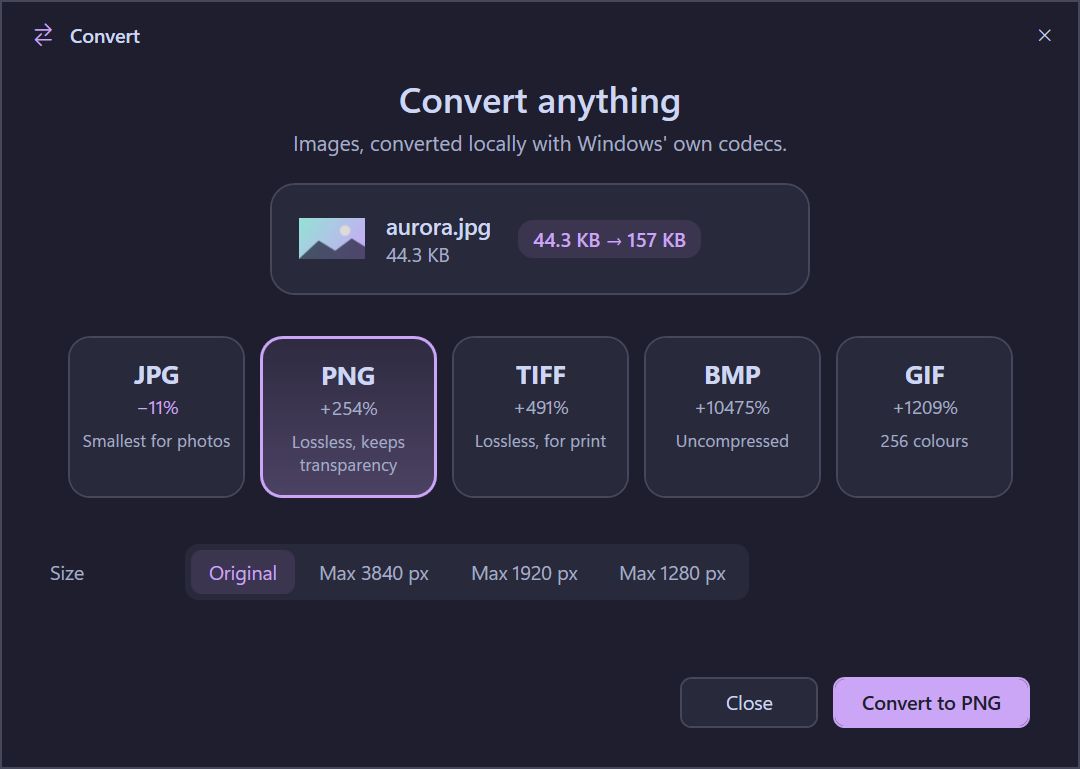 Convert
Convert anything
Images, converted locally with Windows' own codecs.
aurora.jpg
44.3 KB
44.3 KB → 157 KB
JPG
−11%
Smallest for photos
PNG
+254%
Lossless, keeps
transparency
TIFF
+491%
Lossless, for print
BMP
+10475%
Uncompressed
GIF
+1209%
256 colours
Size
Original
Max 3840 px
Max 1920 px
Max 1280 px
Close
Convert to PNG